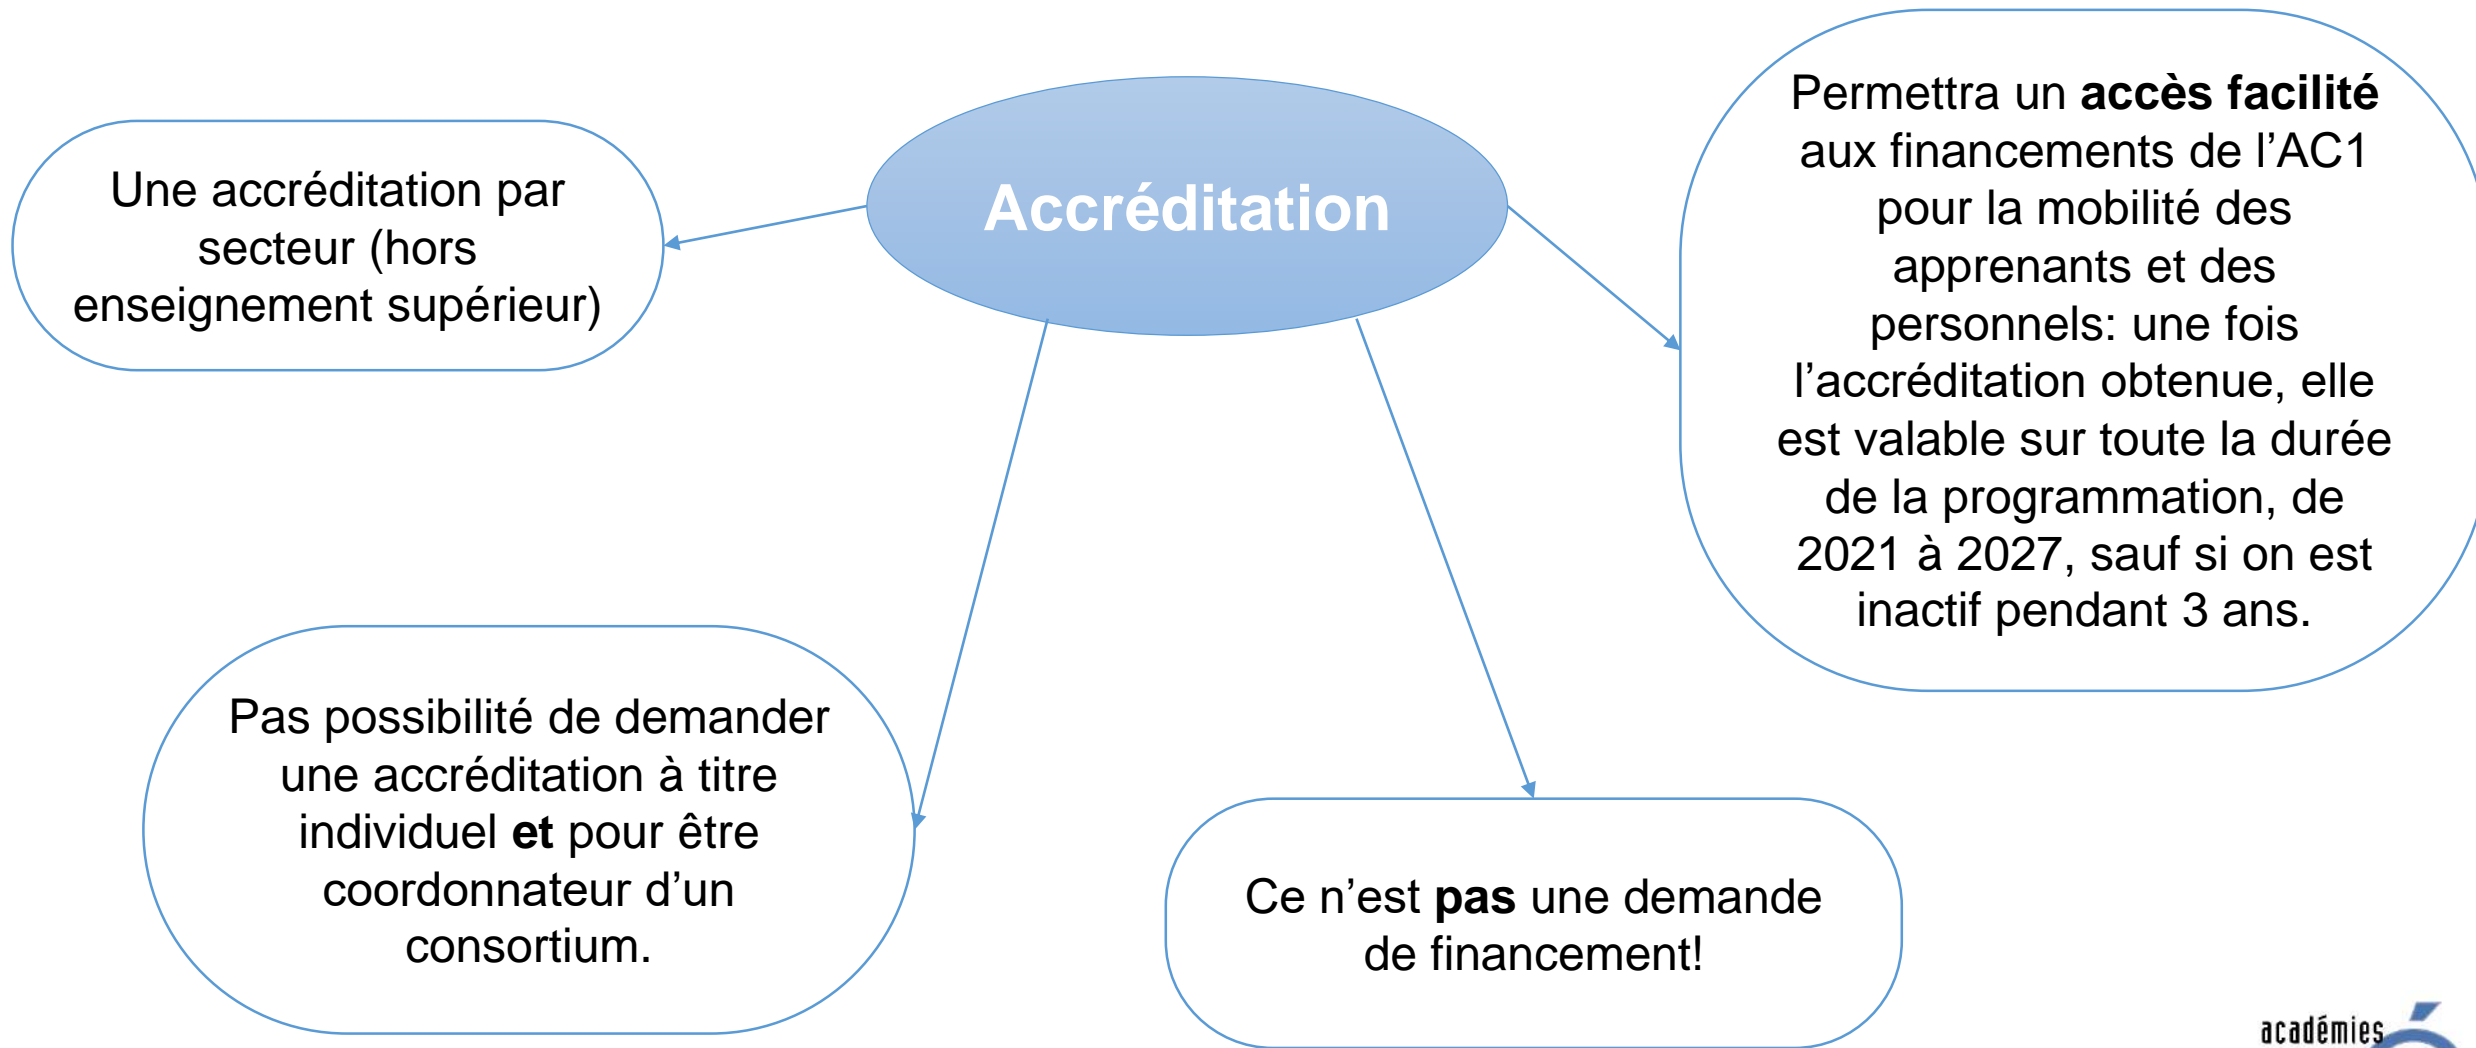 Accréditation
Une accréditation par
secteur (hors
enseignement supérieur)
Permettra un accès facilité
aux financements de l’AC1
pour la mobilité des
apprenants et des
personnels: une fois
l’accréditation obtenue, elle
est valable sur toute la durée
de la programmation, de
2021 à 2027, sauf si on est
inactif pendant 3 ans.
Pas possibilité de demander
une accréditation à titre
individuel et pour être
coordonnateur d’un
consortium.
Ce n’est pas une demande
de financement!
académies